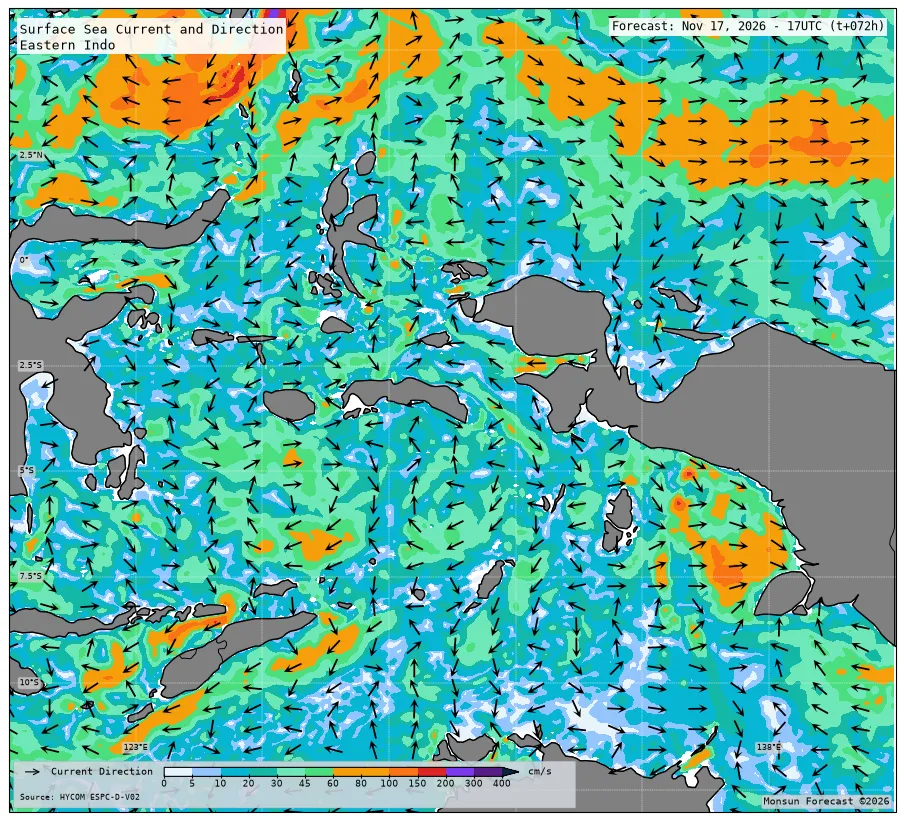 Surface Sea Current and Direction
Eastern Indo
Forecast: Nov 17, 2026 - 17UTC (t+072h)
2.5°N
0°
2.5°S
5°S
7.5°S
10°S
123°E
138°E
Current Direction
0 5 10 20 30 45 60 80 100 150 200 300 400 cm/s
Source: HYCOM ESPC-D-V02
Monsun Forecast ©2026